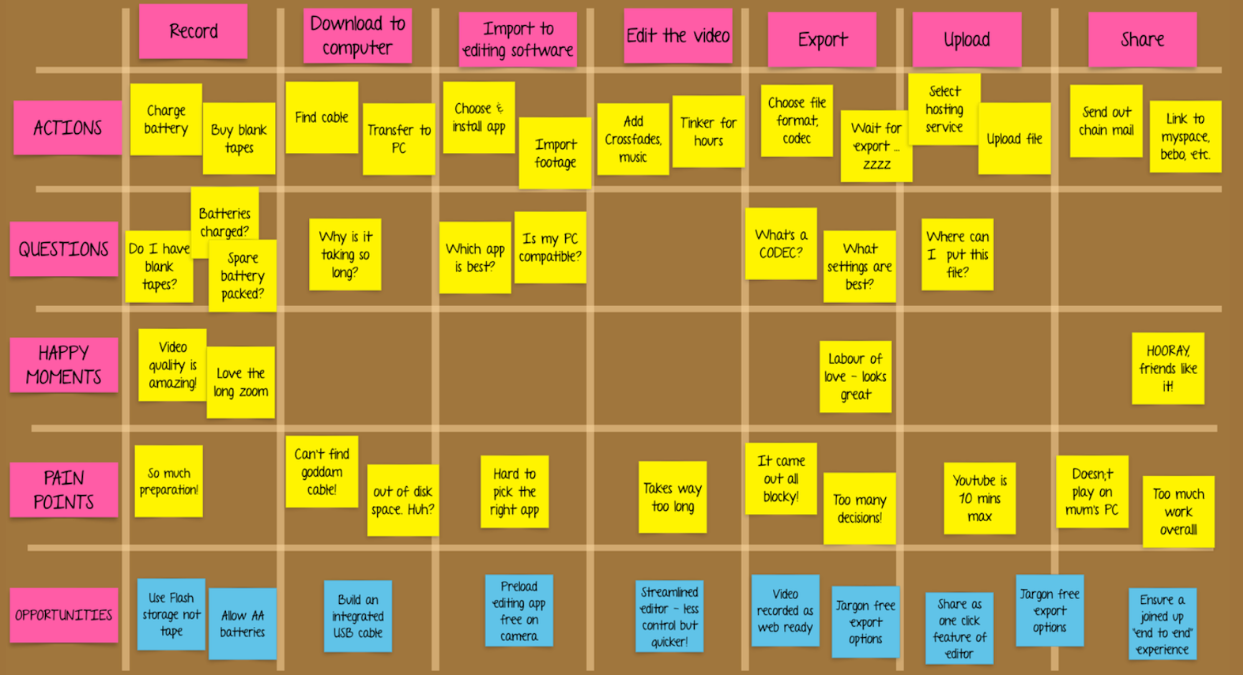 Record
Download to
computer
Import to
editing software
Edit the video
Export
Upload
Share
ACTIONS
Charge
battery
Buy blank
tapes
Find cable
Transfer to
PC
Choose &
install app
Import
footage
Add
Crossfades,
music
Tinker for
hours
Choose file
format,
codec
Wait for
export ...
zzzz
Select
hosting
service
Upload file
Send out
chain mail
Link to
myspace,
bebo, etc.
QUESTIONS
Batteries
charged?
Do I have
blank
tapes?
Spare
battery
packed?
Why is it
taking so
long?
Which app
is best?
Is my PC
compatible?
What's a
CODEC?
What
settings are
best?
Where can
I put this
file?
HAPPY
MOMENTS
Video
quality is
amazing!
Love the
long zoom
Labour of
love - looks
great
HOORAY,
friends like
it!
PAIN
POINTS
So much
preparation!
Can't find
goddam
cable!
out of disk
space. Huh?
Hard to
pick the
right app
Takes way
too long
It came
out all
blocky!
Too many
decisions!
Youtube is
10 mins
max
Doesn;t
play on
mum's PC
Too much
work
overall
OPPORTUNITIES
Use Flash
storage not
tape
Allow AA
batteries
Build an
integrated
USB cable
Preload
editing app
free on
camera
Streamlined
editor - less
control but
quicker!
Video
recorded as
web ready
Jargon free
export
options
Share as
one click
feature of
editor
Jargon free
export
options
Ensure a
joined up
"end to end"
experience